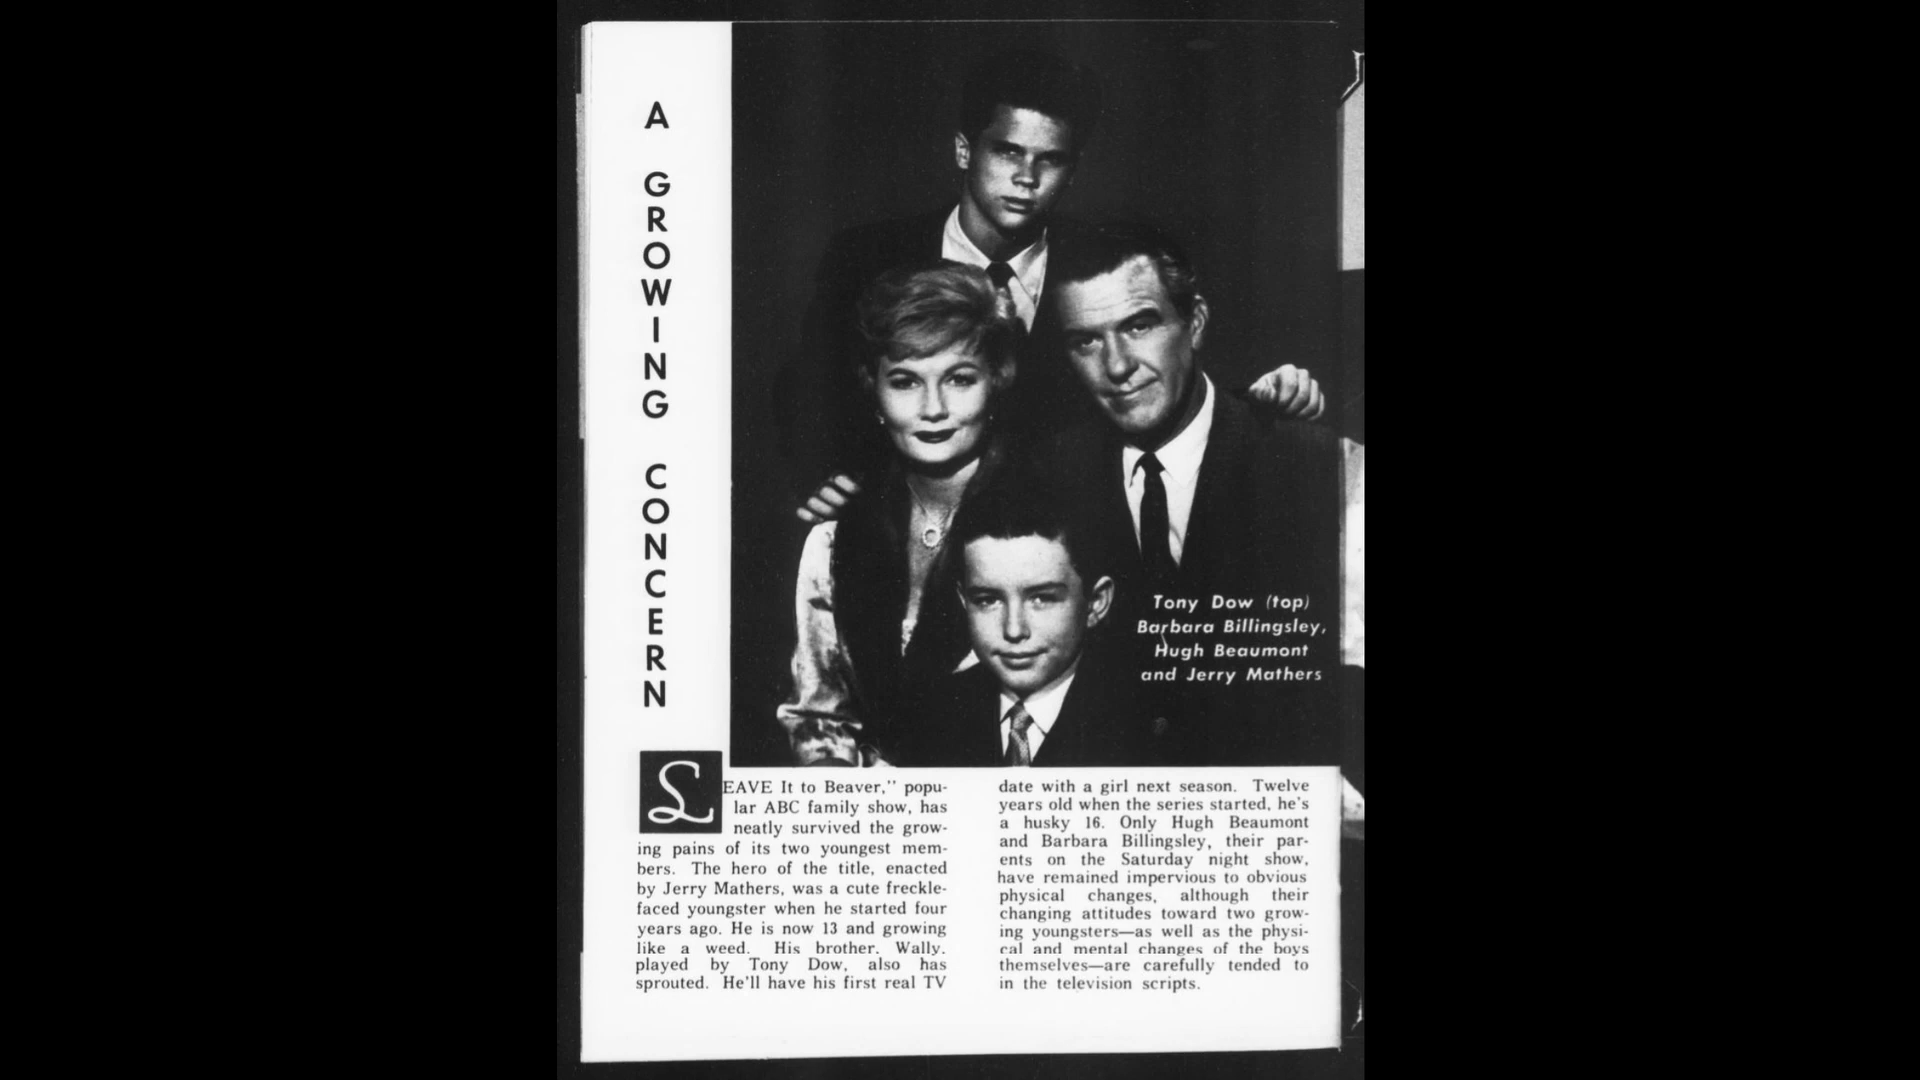 A
GROWING
CONCERN
Tony Dow (top)
Barbara Billingsley,
Hugh Beaumont
and Jerry Mathers
LEAVE It to Beaver," popu-
lar ABC family show, has
neatly survived the grow-
ing pains of its two youngest mem-
bers. The hero of the title, enacted
by Jerry Mathers, was a cute freckle-
faced youngster when he started four
years ago. He is now 13 and growing
like a weed. His brother, Wally,
played by Tony Dow, also has
sprouted. He'll have his first real TV
date with a girl next season. Twelve
years old when the series started, he's
a husky 16. Only Hugh Beaumont
and Barbara Billingsley, their par-
ents on the Saturday night show,
have remained impervious to obvious
physical changes, although their
changing attitudes toward two grow-
ing youngsters—as well as the physi-
cal and mental changes of the boys
themselves—are carefully tended to
in the television scripts.